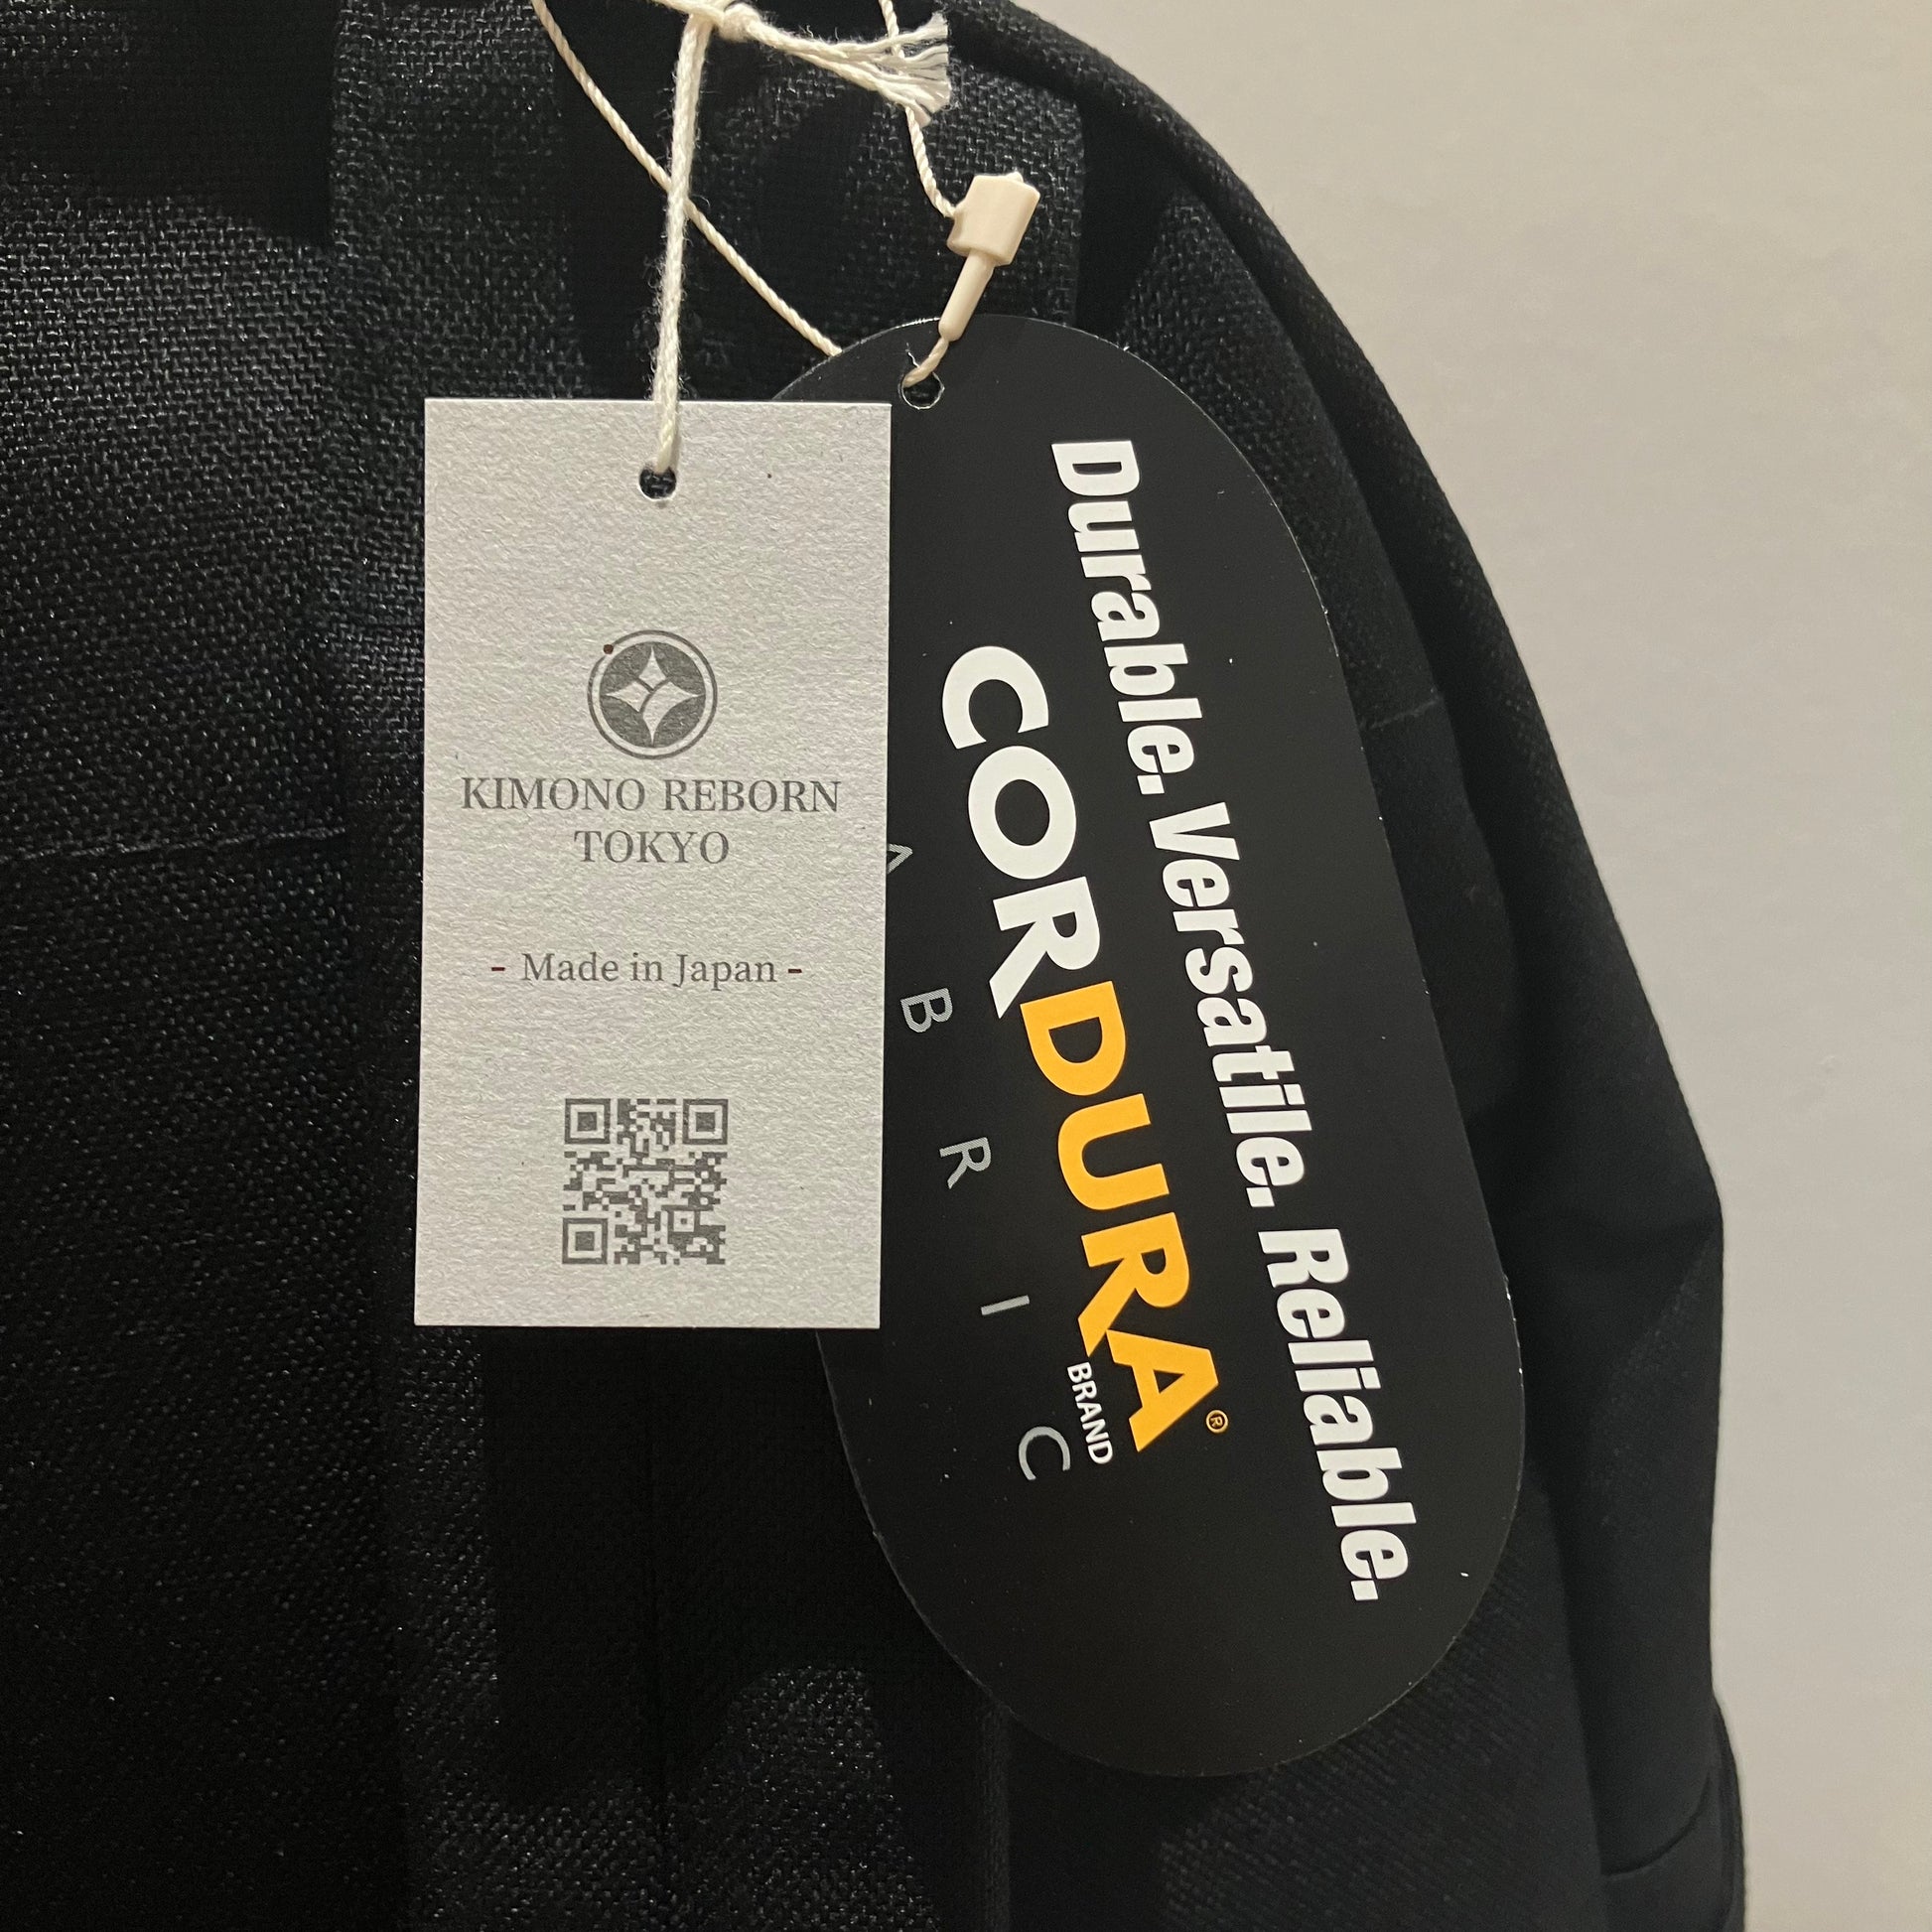 KIMONO REBORN
TOKYO
- Made in Japan -
Durable. Versatile. Reliable.
CORDURA®
BRAND
ABRIC